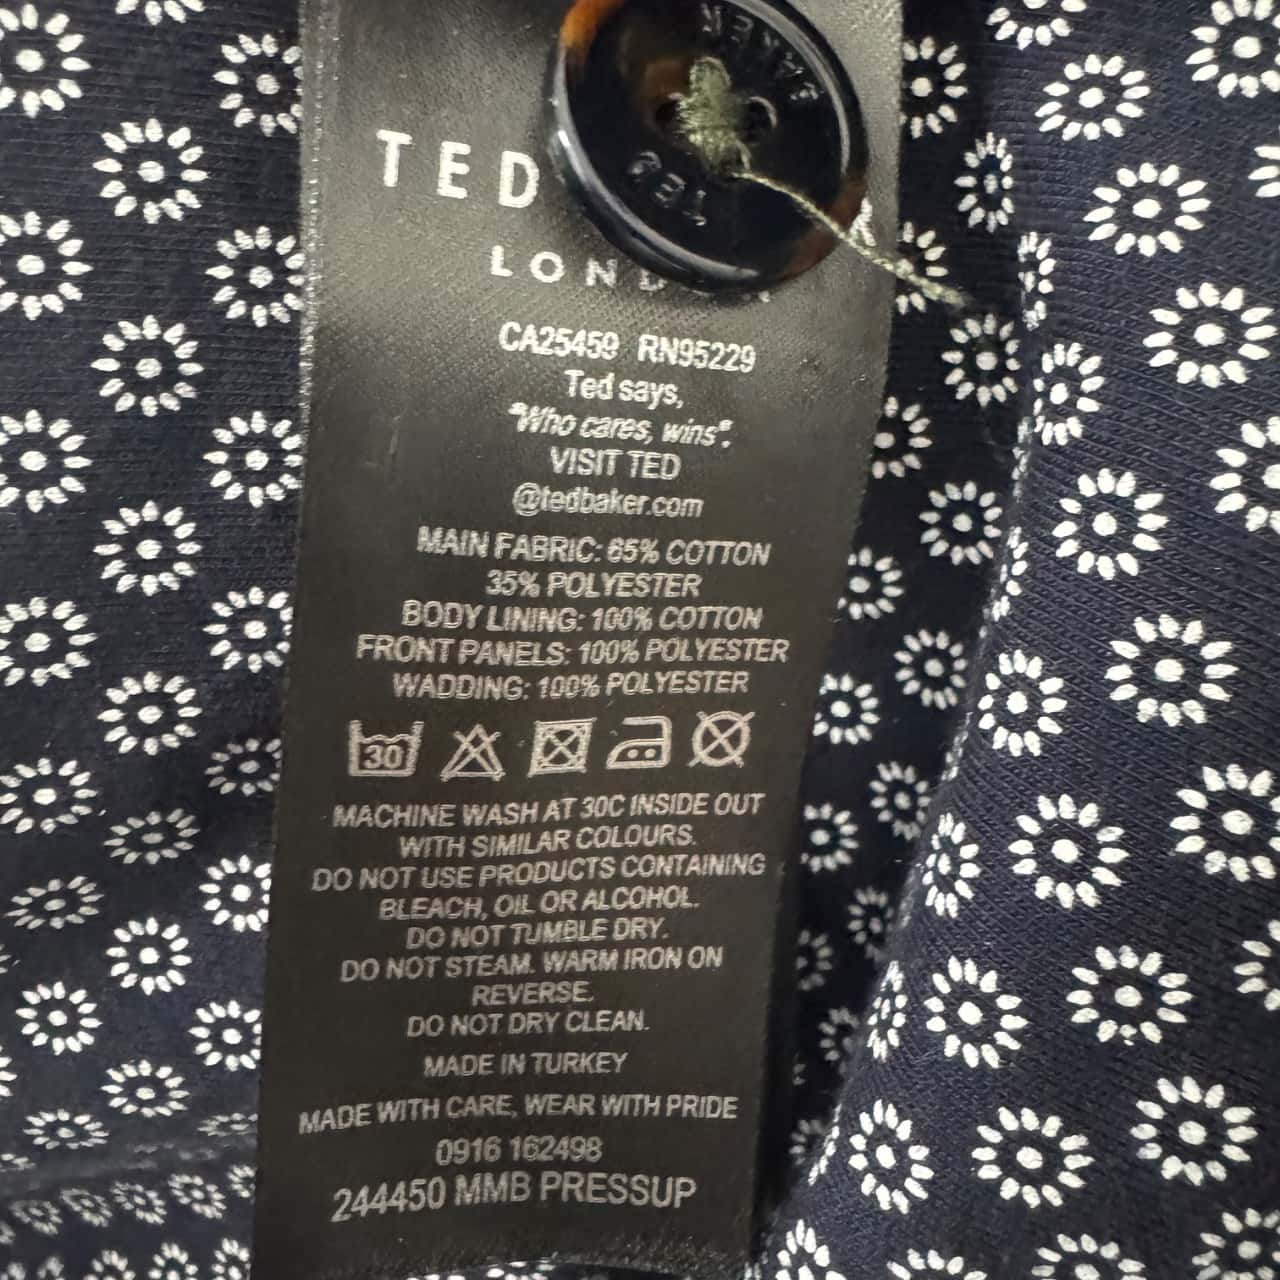 TED
LONDON
TED BAKER
CA25459 RN95229
Ted says,
"Who cares, wins".
VISIT TED
@tedbaker.com
MAIN FABRIC: 65% COTTON
35% POLYESTER
BODY LINING: 100% COTTON
FRONT PANELS: 100% POLYESTER
WADDING: 100% POLYESTER
30
MACHINE WASH AT 30C INSIDE OUT
WITH SIMILAR COLOURS.
DO NOT USE PRODUCTS CONTAINING
BLEACH, OIL OR ALCOHOL.
DO NOT TUMBLE DRY.
DO NOT STEAM. WARM IRON ON
REVERSE.
DO NOT DRY CLEAN.
MADE IN TURKEY
MADE WITH CARE, WEAR WITH PRIDE
0916 162498
244450 MMB PRESSUP